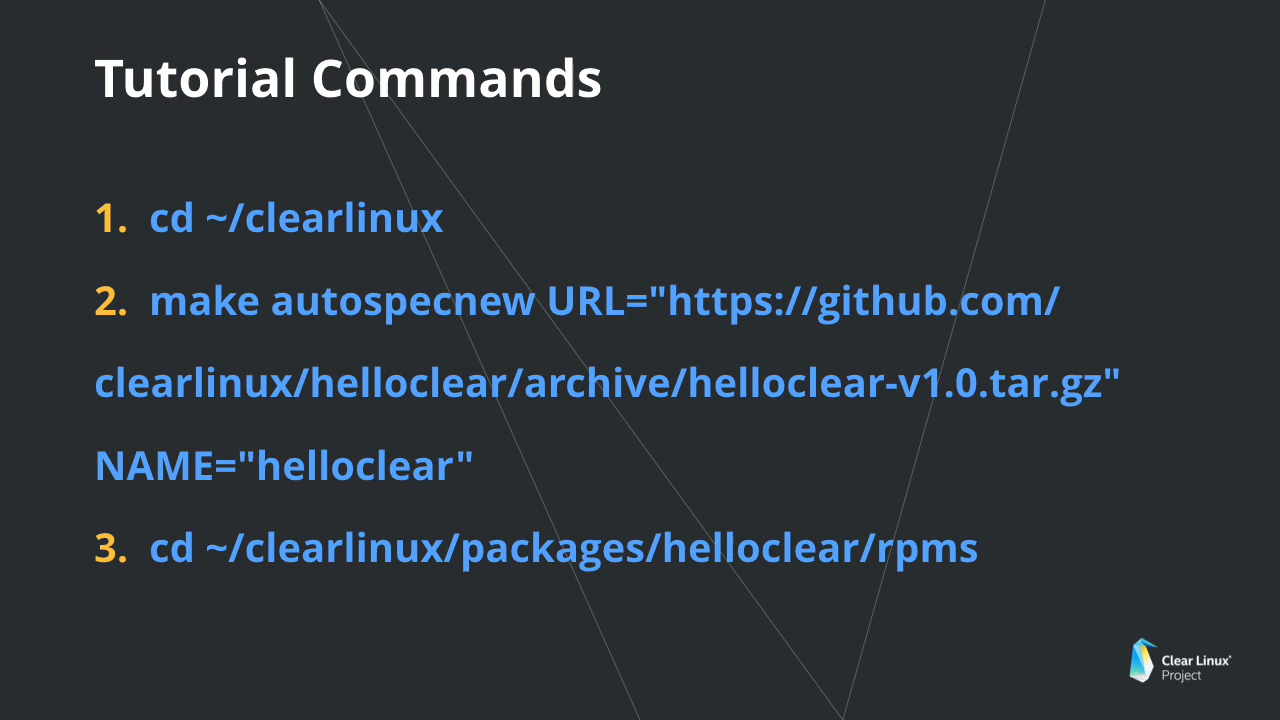 Tutorial Commands
1. cd ~/clearlinux
2. make autospecnew URL="https://github.com/
clearlinux/helloclear/archive/helloclear-v1.0.tar.gz"
NAME="helloclear"
3. cd ~/clearlinux/packages/helloclear/rpms
Clear Linux*
Project